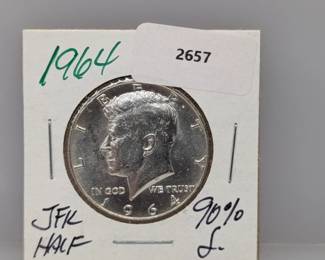 1964
2657
LIBERTY
IN GOD WE TRUST
1964
JFK
HALF
90%
S.